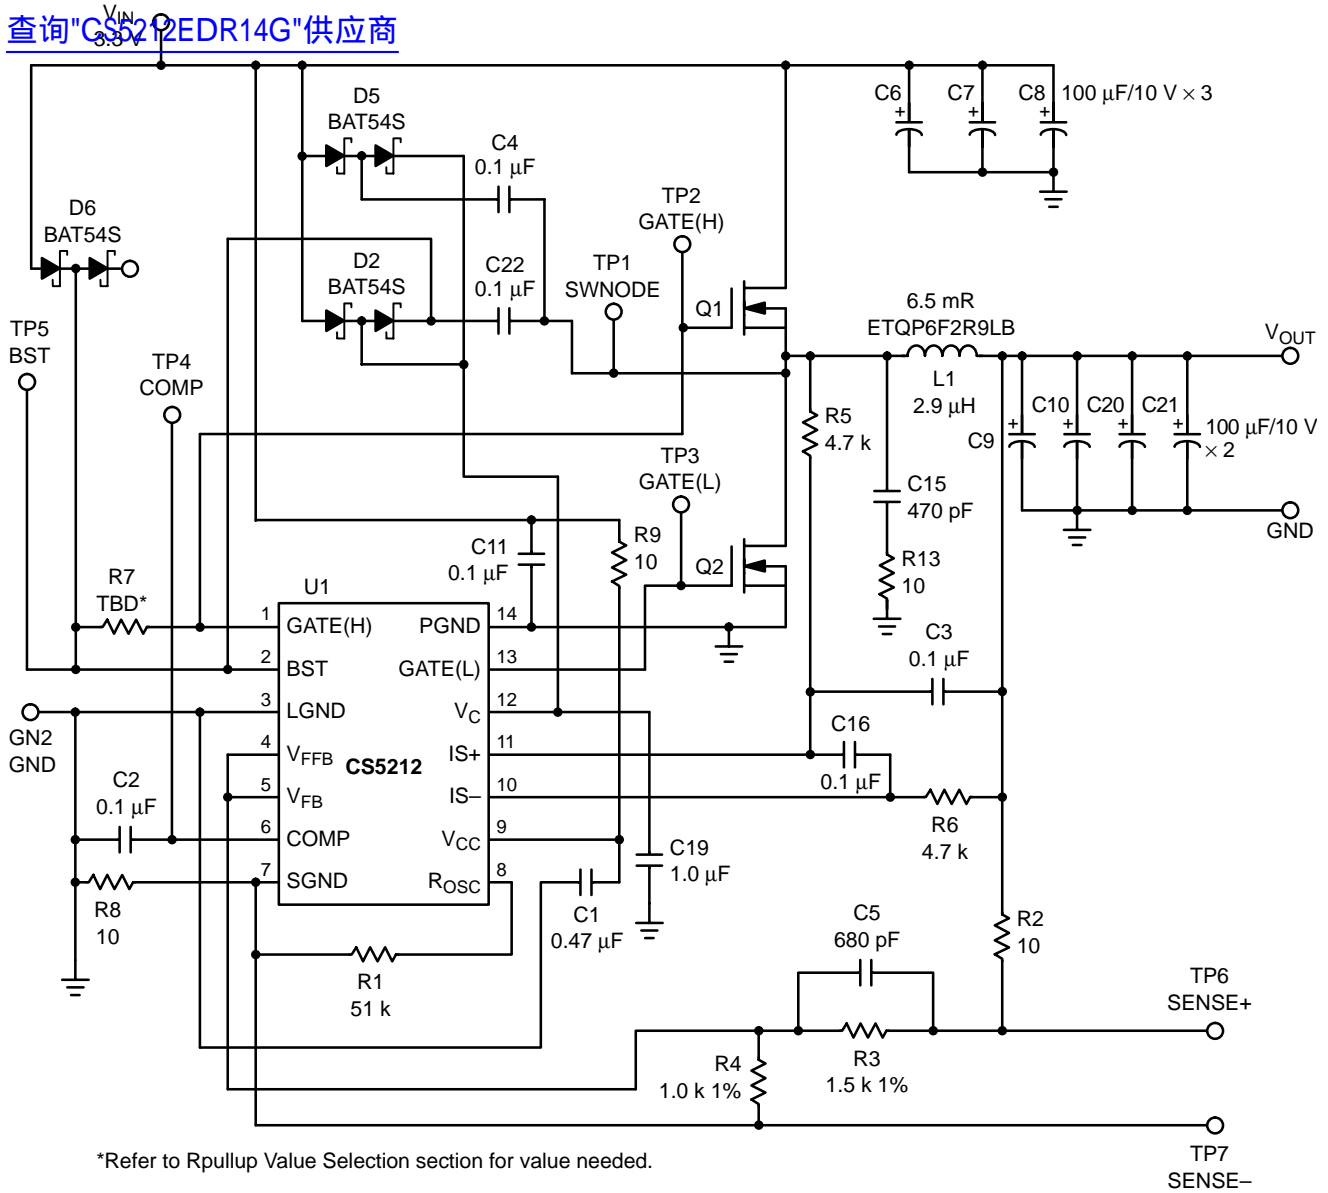 V_IN
3.3 V
查询"CS5212EDR14G"供应商
D5
BAT54S
C4
0.1 μF
C6
C7
C8
100 μF/10 V × 3
+
+
+
TP2
GATE(H)
D6
BAT54S
D2
BAT54S
C22
0.1 μF
TP1
SWNODE
Q1
6.5 mR
ETQP6F2R9LB
V_OUT
L1
2.9 μH
TP5
BST
TP4
COMP
R5
4.7 k
C9
C10
C20
C21
+
+
+
+
100 μF/10 V
× 2
TP3
GATE(L)
C15
470 pF
GND
C11
0.1 μF
R9
10
Q2
R13
10
R7
TBD*
U1
1
GATE(H)
PGND
14
2
BST
GATE(L)
13
3
LGND
V_C
12
4
V_FFB
IS+
11
CS5212
5
V_FB
IS–
10
6
COMP
V_CC
9
7
SGND
R_OSC
8
C3
0.1 μF
GN2
GND
C16
0.1 μF
C2
0.1 μF
R6
4.7 k
C19
1.0 μF
R8
10
C1
0.47 μF
C5
680 pF
R2
10
R1
51 k
TP6
SENSE+
R4
1.0 k 1%
R3
1.5 k 1%
TP7
SENSE–
*Refer to Rpullup Value Selection section for value needed.